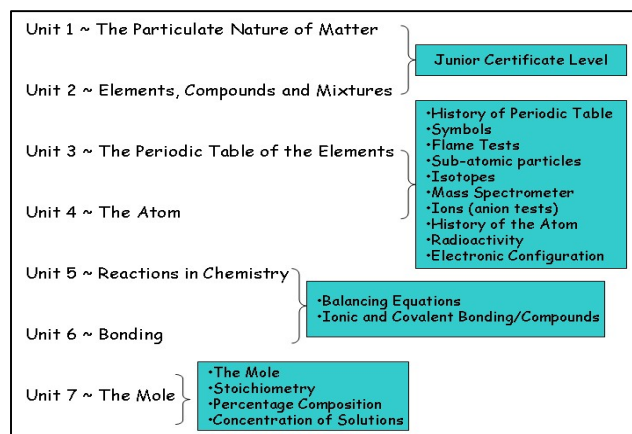 Unit 1 ~ The Particulate Nature of Matter
Junior Certificate Level
Unit 2 ~ Elements, Compounds and Mixtures
Unit 3 ~ The Periodic Table of the Elements
Unit 4 ~ The Atom
•History of Periodic Table
•Symbols
•Flame Tests
•Sub-atomic particles
•Isotopes
•Mass Spectrometer
•Ions (anion tests)
•History of the Atom
•Radioactivity
•Electronic Configuration
Unit 5 ~ Reactions in Chemistry
Unit 6 ~ Bonding
•Balancing Equations
•Ionic and Covalent Bonding/Compounds
Unit 7 ~ The Mole
•The Mole
•Stoichiometry
•Percentage Composition
•Concentration of Solutions